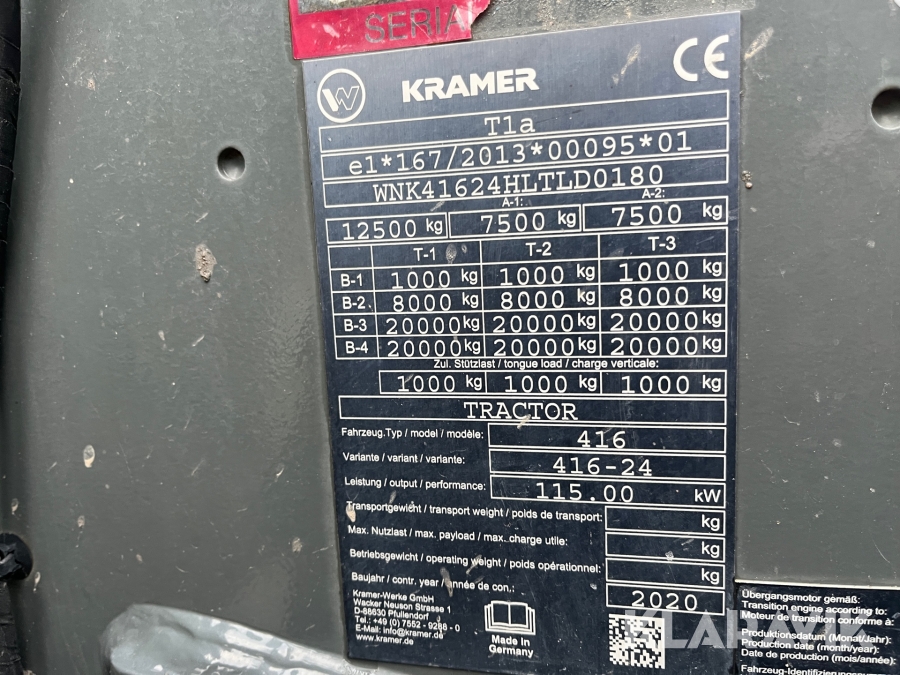 SERIA
W
KRAMER
CE
T1a
e1*167/2013*00095*01
WNK41624HLTLD0180
A-1: A-2:
12500 kg 7500 kg 7500 kg
T-1 T-2 T-3
B-1 1000 kg 1000 kg 1000 kg
B-2 8000 kg 8000 kg 8000 kg
B-3 20000 kg 20000 kg 20000 kg
B-4 20000 kg 20000 kg 20000 kg
Zul. Stützlast / tongue load / charge verticale:
1000 kg 1000 kg 1000 kg
TRACTOR
Fahrzeug.Typ / model / modèle: 416
Variante / variant / variante: 416-24
Leistung / output / performance: 115.00 kW
Transportgewicht / transport weight / poids de transport: kg
Max. Nutzlast / max. payload / max. charge utile: kg
Betriebsgewicht / operating weight / poids opérationnel: kg
Baujahr / contr. year / année de con.: 2020
Kramer-Werke GmbH
Wacker Neuson Strasse 1
D-88630 Pfullendorf
Tel.: +49 (0) 7552 - 9288 - 0
E-Mail: info@kramer.de
www.kramer.de
Made in
Germany
Übergangsmotor gemäß:
Transition engine according to:
Moteur de transition conforme à:
Produktionsdatum (Monat/Jahr):
Production date (month/year):
Date de production (mois/année):